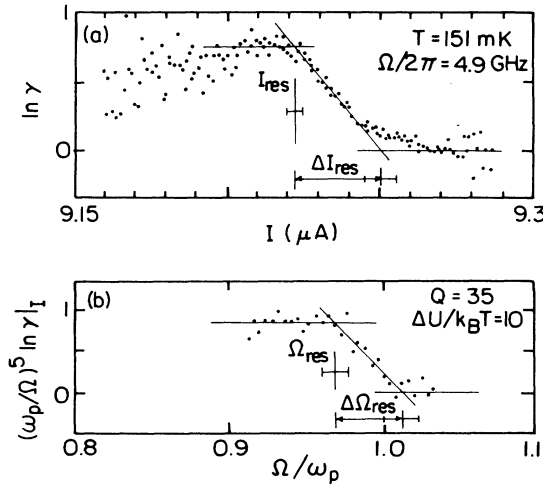 1
(a)
T = 151 mK
Ω/2π = 4.9 GHz
ln γ
I_res
0
ΔI_res
9.15
9.3
I (μA)
1
(b)
Q = 35
ΔU/k_BT = 10
(ω_p/Ω)^5 ln γ|_I
Ω_res
0
ΔΩ_res
0.8
0.9
1.0
1.1
Ω/ω_p